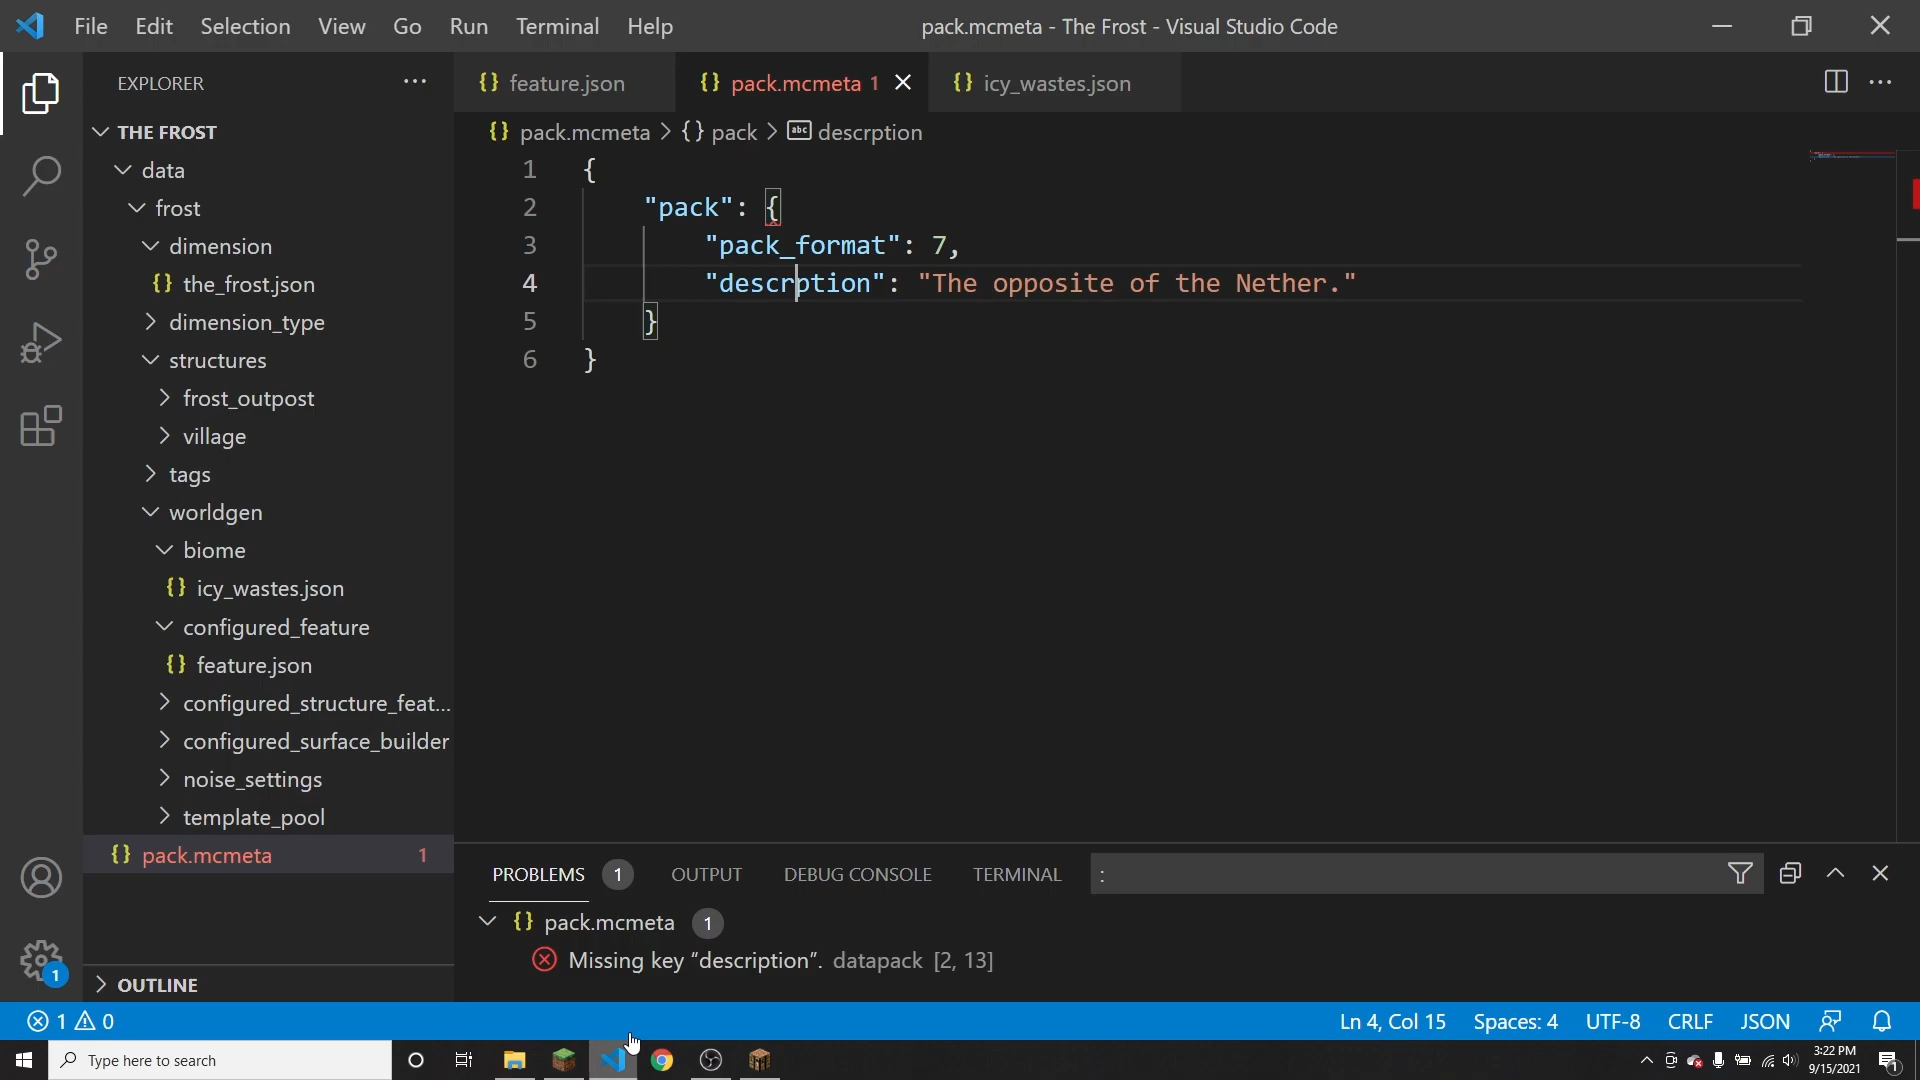 File Edit Selection View Go Run Terminal Help
pack.mcmeta - The Frost - Visual Studio Code
EXPLORER
THE FROST
data
frost
dimension
{} the_frost.json
dimension_type
structures
frost_outpost
village
tags
worldgen
biome
{} icy_wastes.json
configured_feature
{} feature.json
configured_structure_feat...
configured_surface_builder
noise_settings
template_pool
{} pack.mcmeta 1
OUTLINE
{} feature.json
{} pack.mcmeta 1
{} icy_wastes.json
{} pack.mcmeta > {} pack > abc descrption
1 {
2 "pack": {
3 "pack_format": 7,
4 "descrption": "The opposite of the Nether."
5 }
6 }
PROBLEMS 1 OUTPUT DEBUG CONSOLE TERMINAL :
{} pack.mcmeta 1
Missing key “description”. datapack [2, 13]
1
1 0
Ln 4, Col 15 Spaces: 4 UTF-8 CRLF JSON
Type here to search
3:22 PM
9/15/2021
1